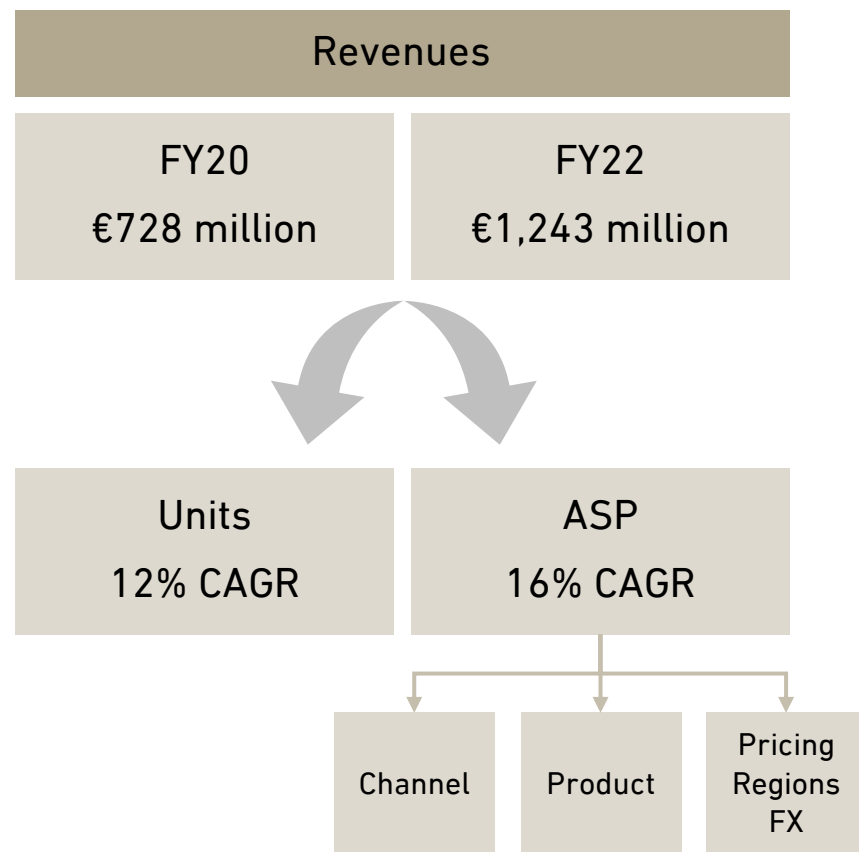 Revenues
FY20
€728 million
FY22
€1,243 million
Units
12% CAGR
ASP
16% CAGR
Channel
Product
Pricing
Regions
FX